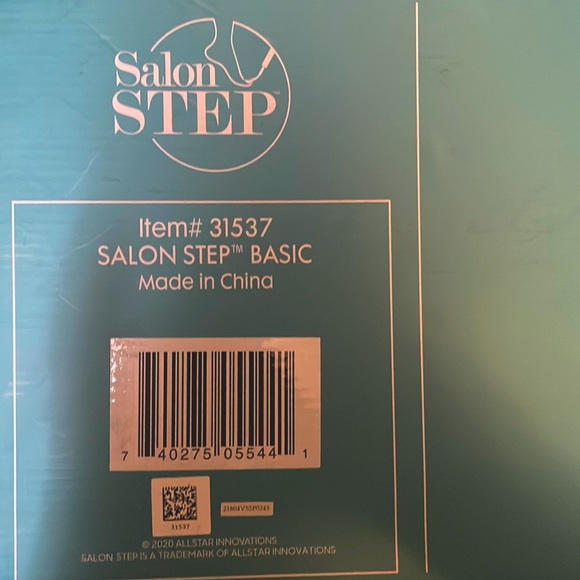 Salon
STEP™
Item# 31537
SALON STEP™ BASIC
Made in China
7 40275 05544 1
31537
© 2020 ALLSTAR INNOVATIONS
SALON STEP IS A TRADEMARK OF ALLSTAR INNOVATIONS